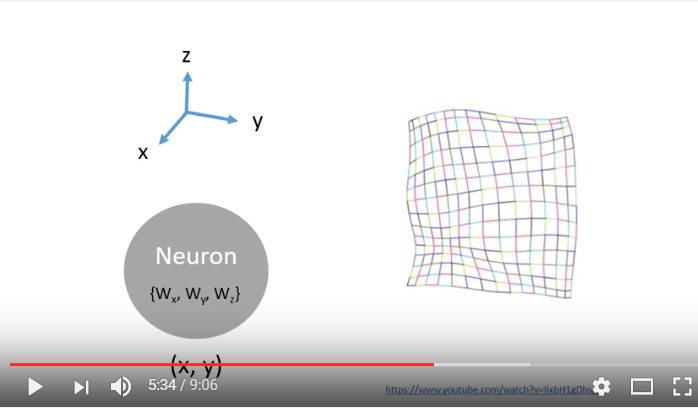 z
y
x
Neuron
{Wx, Wy, Wz}
(x, y)
5:34 / 9:06